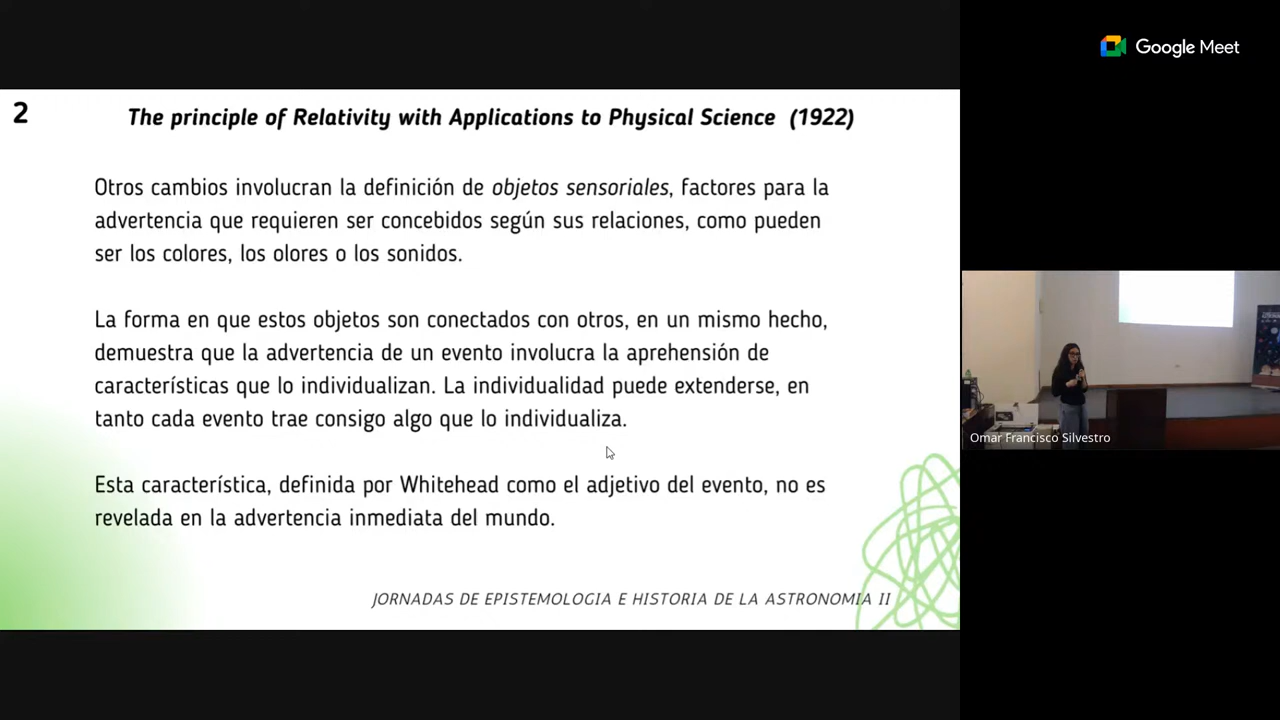 Google Meet
2
The principle of Relativity with Applications to Physical Science (1922)
Otros cambios involucran la definición de objetos sensoriales, factores para la
advertencia que requieren ser concebidos según sus relaciones, como pueden
ser los colores, los olores o los sonidos.
La forma en que estos objetos son conectados con otros, en un mismo hecho,
demuestra que la advertencia de un evento involucra la aprehensión de
características que lo individualizan. La individualidad puede extenderse, en
tanto cada evento trae consigo algo que lo individualiza.
Esta característica, definida por Whitehead como el adjetivo del evento, no es
revelada en la advertencia inmediata del mundo.
JORNADAS DE EPISTEMOLOGIA E HISTORIA DE LA ASTRONOMIA II
Omar Francisco Silvestro